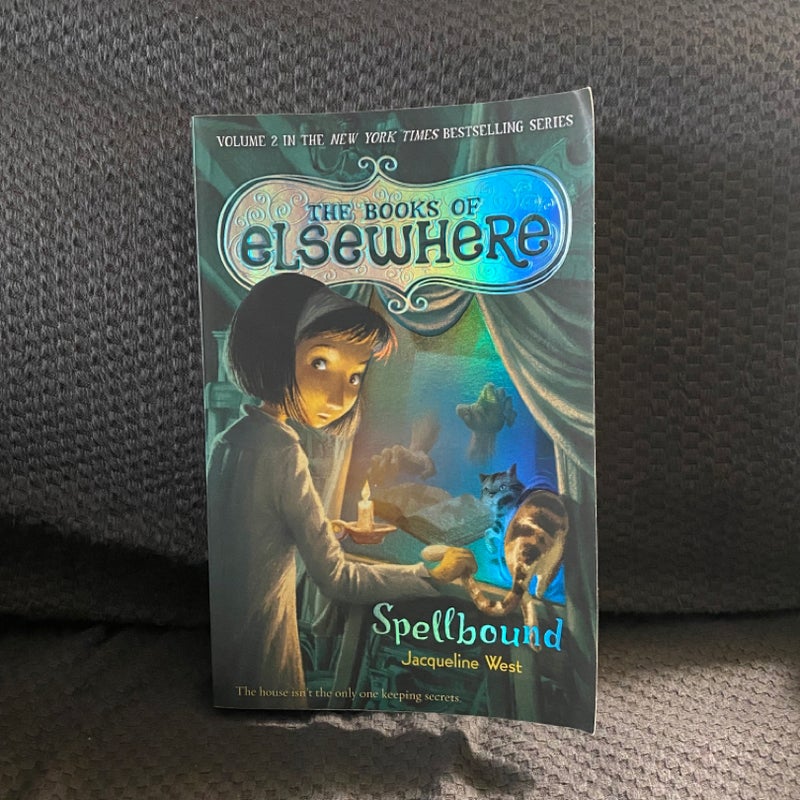 VOLUME 2 IN THE NEW YORK TIMES BESTSELLING SERIES
THE BOOKS OF
ELSEWHERE
Spellbound
Jacqueline West
The house isn't the only one keeping secrets.